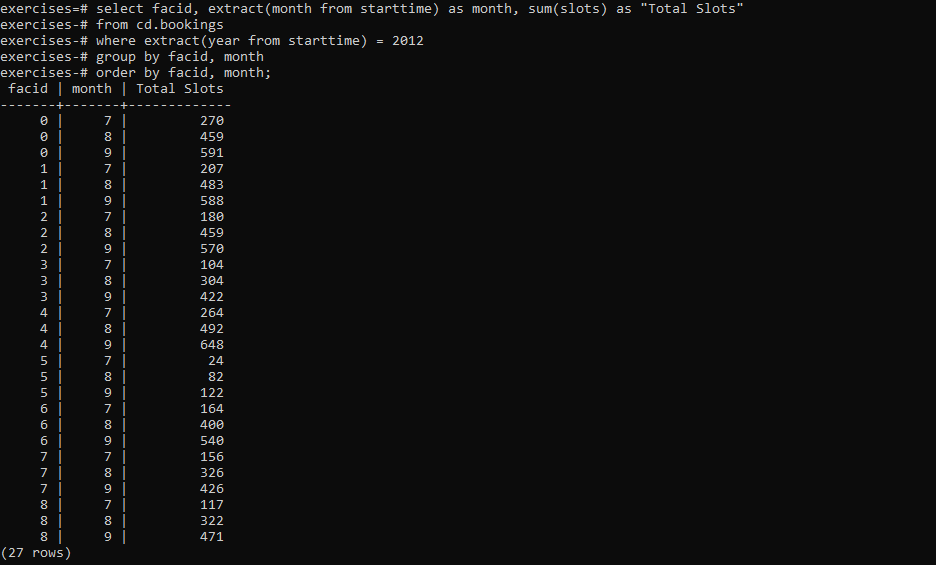 exercises=# select facid, extract(month from starttime) as month, sum(slots) as "Total Slots"
exercises-# from cd.bookings
exercises-# where extract(year from starttime) = 2012
exercises-# group by facid, month
exercises-# order by facid, month;
 facid | month | Total Slots
-------+-------+-------------
     0 |     7 |         270
     0 |     8 |         459
     0 |     9 |         591
     1 |     7 |         207
     1 |     8 |         483
     1 |     9 |         588
     2 |     7 |         180
     2 |     8 |         459
     2 |     9 |         570
     3 |     7 |         104
     3 |     8 |         304
     3 |     9 |         422
     4 |     7 |         264
     4 |     8 |         492
     4 |     9 |         648
     5 |     7 |          24
     5 |     8 |          82
     5 |     9 |         122
     6 |     7 |         164
     6 |     8 |         400
     6 |     9 |         540
     7 |     7 |         156
     7 |     8 |         326
     7 |     9 |         426
     8 |     7 |         117
     8 |     8 |         322
     8 |     9 |         471
(27 rows)